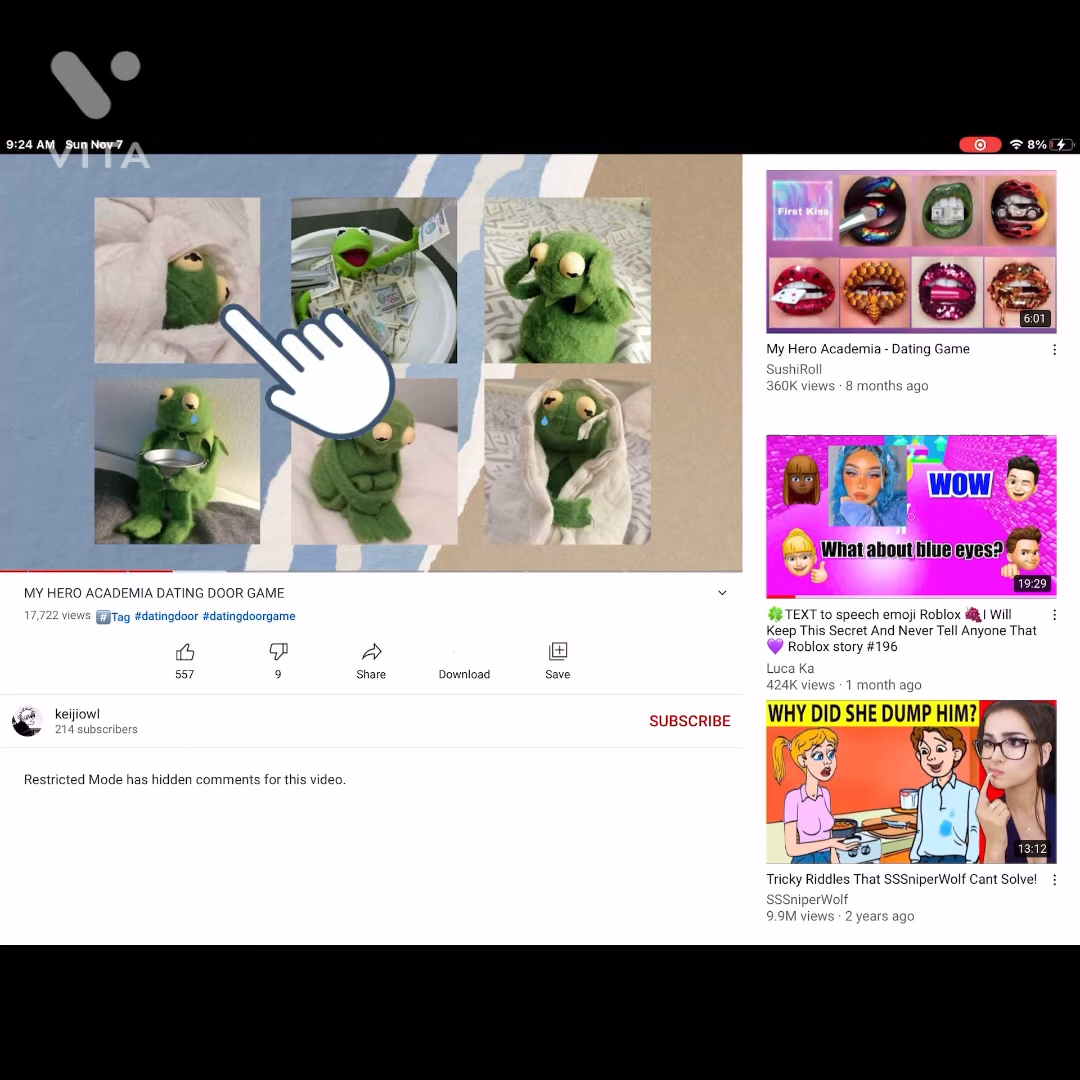 VITA
9:24 AM Sun Nov 7
8%
First Kiss
6:01
My Hero Academia - Dating Game
SushiRoll
360K views · 8 months ago
WOW
What about blue eyes?
19:29
🍀TEXT to speech emoji Roblox 🍇I Will
Keep This Secret And Never Tell Anyone That
💜 Roblox story #196
Luca Ka
424K views · 1 month ago
WHY DID SHE DUMP HIM?
13:12
Tricky Riddles That SSSniperWolf Cant Solve!
SSSniperWolf
9.9M views · 2 years ago
MY HERO ACADEMIA DATING DOOR GAME
17,722 views #️⃣Tag #datingdoor #datingdoorgame
557
9
Share
Download
Save
keijiowl
214 subscribers
SUBSCRIBE
Restricted Mode has hidden comments for this video.